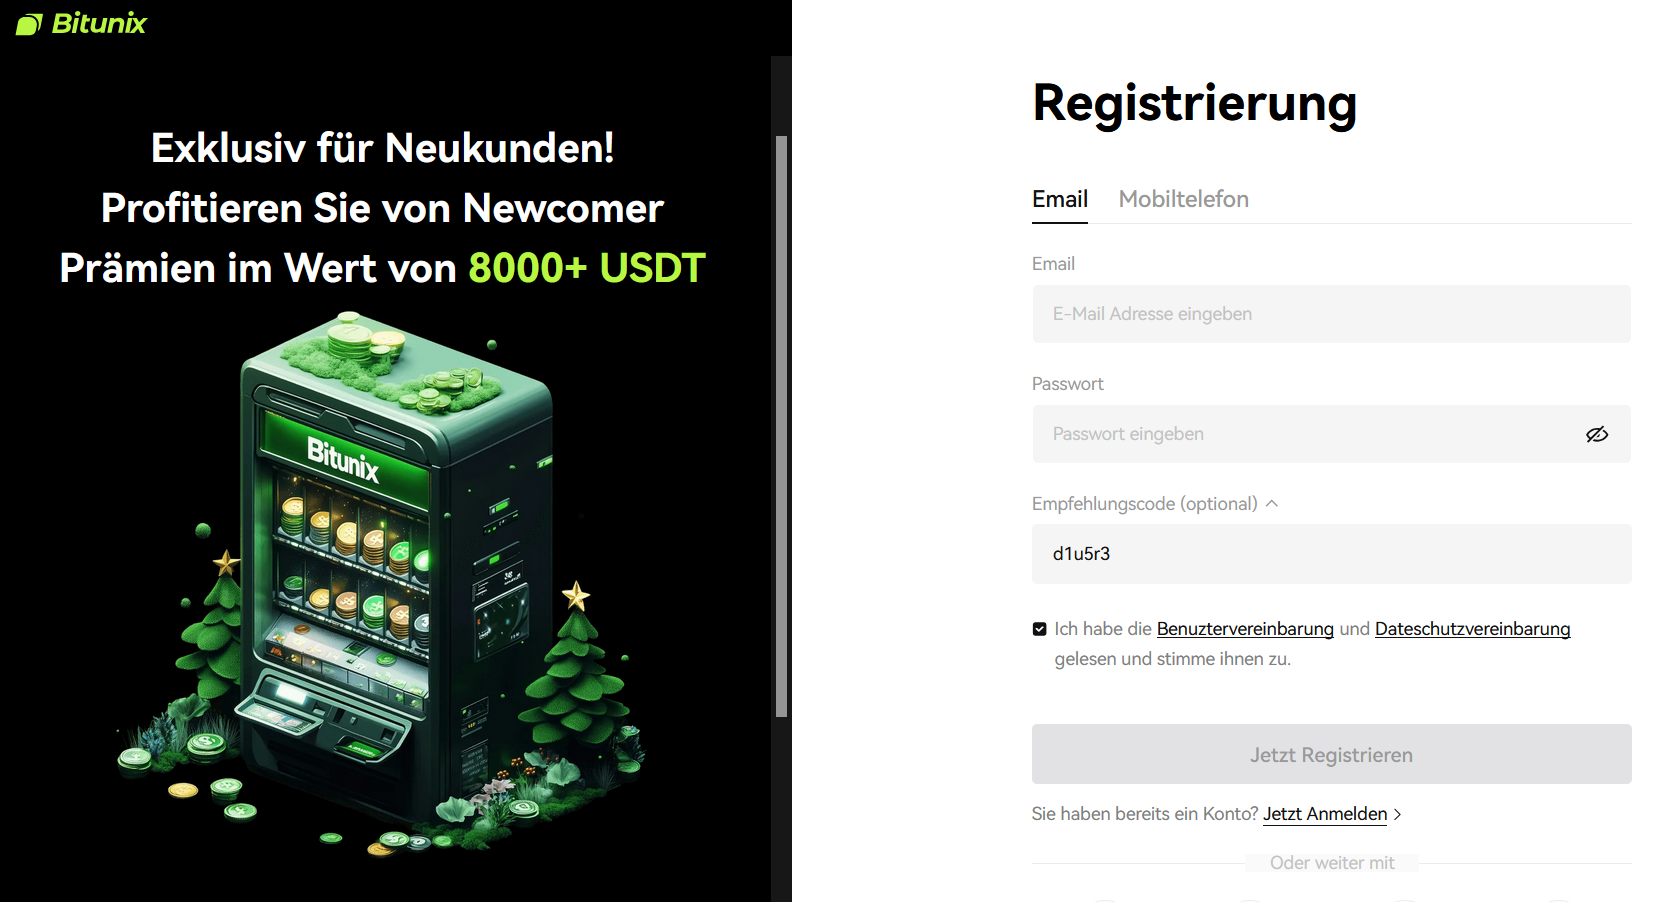 Bitunix
Exklusiv für Neukunden!
Profitieren Sie von Newcomer
Prämien im Wert von 8000+ USDT
Bitunix
Registrierung
Email Mobiltelefon
Email
E-Mail Adresse eingeben
Passwort
Passwort eingeben
Empfehlungscode (optional)
d1u5r3
Ich habe die Benuztervereinbarung und Dateschutzvereinbarung
gelesen und stimme ihnen zu.
Jetzt Registrieren
Sie haben bereits ein Konto? Jetzt Anmelden >
Oder weiter mit